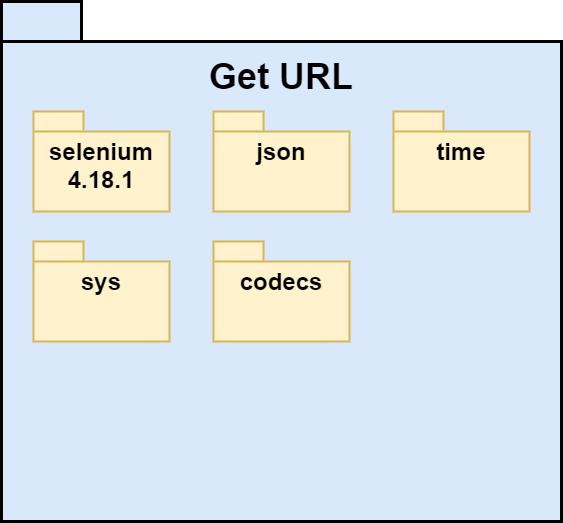 Get URL
selenium
4.18.1
json
time
sys
codecs